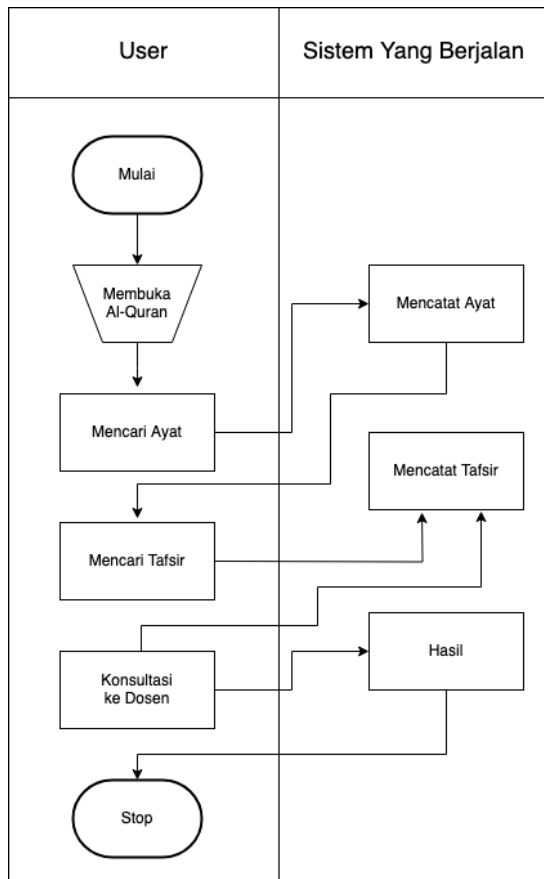 User
Sistem Yang Berjalan
Mulai
Membuka
Al-Quran
Mencatat Ayat
Mencari Ayat
Mencatat Tafsir
Mencari Tafsir
Hasil
Konsultasi
ke Dosen
Stop